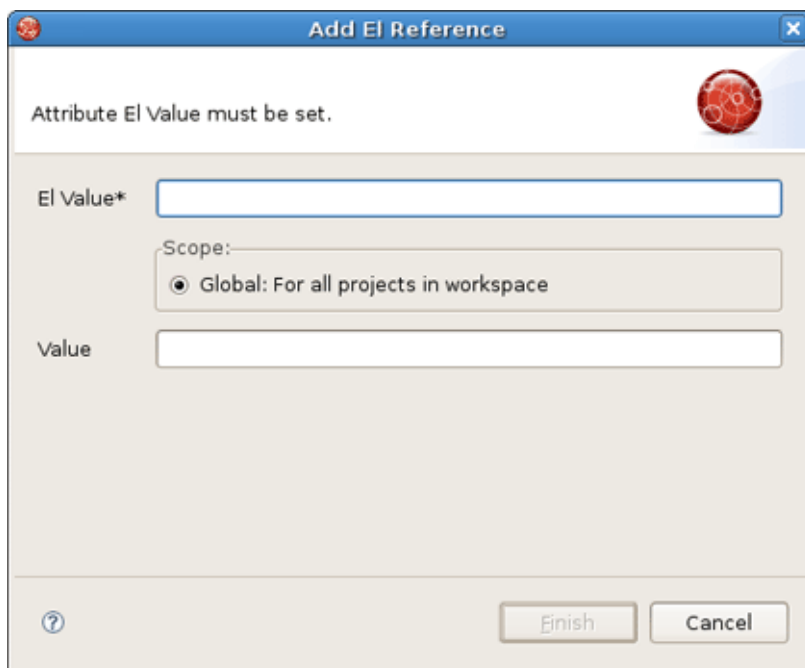 Add El Reference
Attribute El Value must be set.
El Value*
Scope:
Global: For all projects in workspace
Value
Finish
Cancel